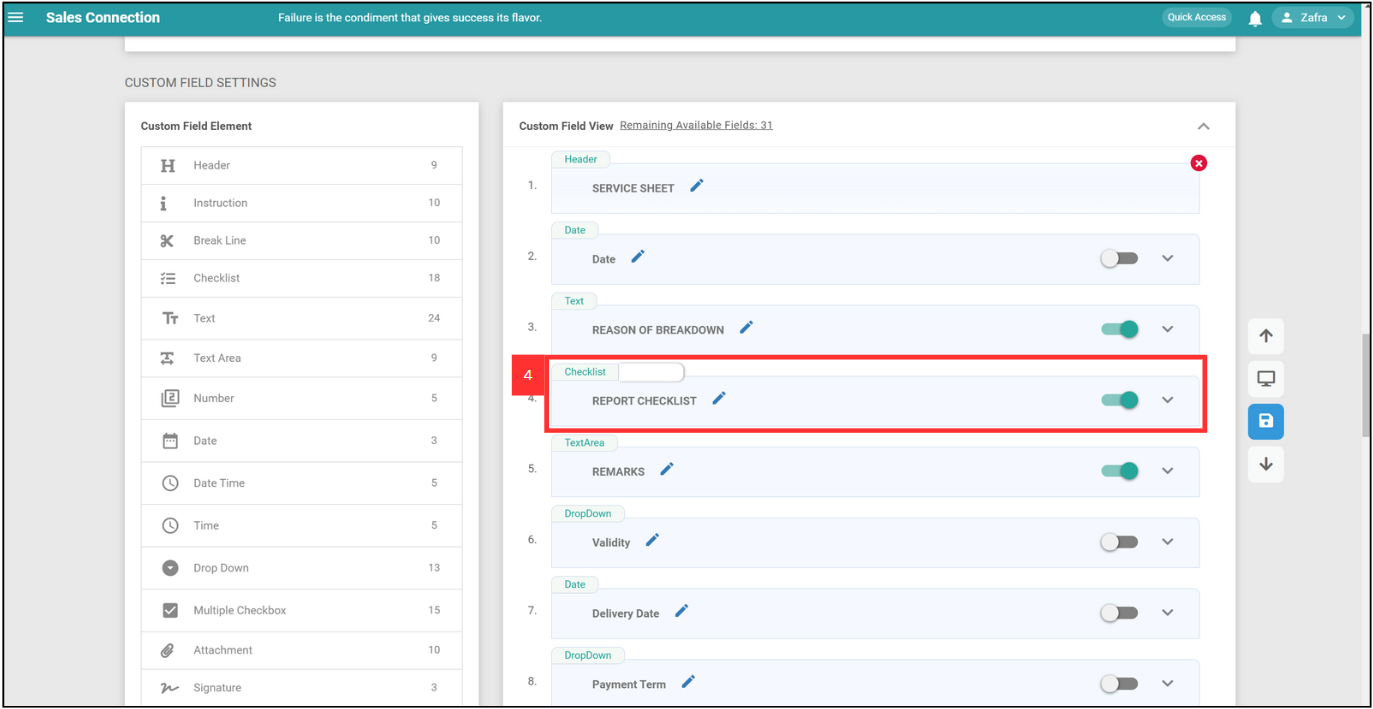 Sales Connection
Failure is the condiment that gives success its flavor.
Quick Access
Zafra
CUSTOM FIELD SETTINGS
Custom Field Element
Header 9
Instruction 10
Break Line 10
Checklist 18
Text 24
Text Area 9
Number 5
Date 3
Date Time 5
Time 5
Drop Down 13
Multiple Checkbox 15
Attachment 10
Signature 3
Custom Field View Remaining Available Fields: 31
Header
1. SERVICE SHEET
Date
2. Date
Text
3. REASON OF BREAKDOWN
4
Checklist
4. REPORT CHECKLIST
TextArea
5. REMARKS
DropDown
6. Validity
Date
7. Delivery Date
DropDown
8. Payment Term